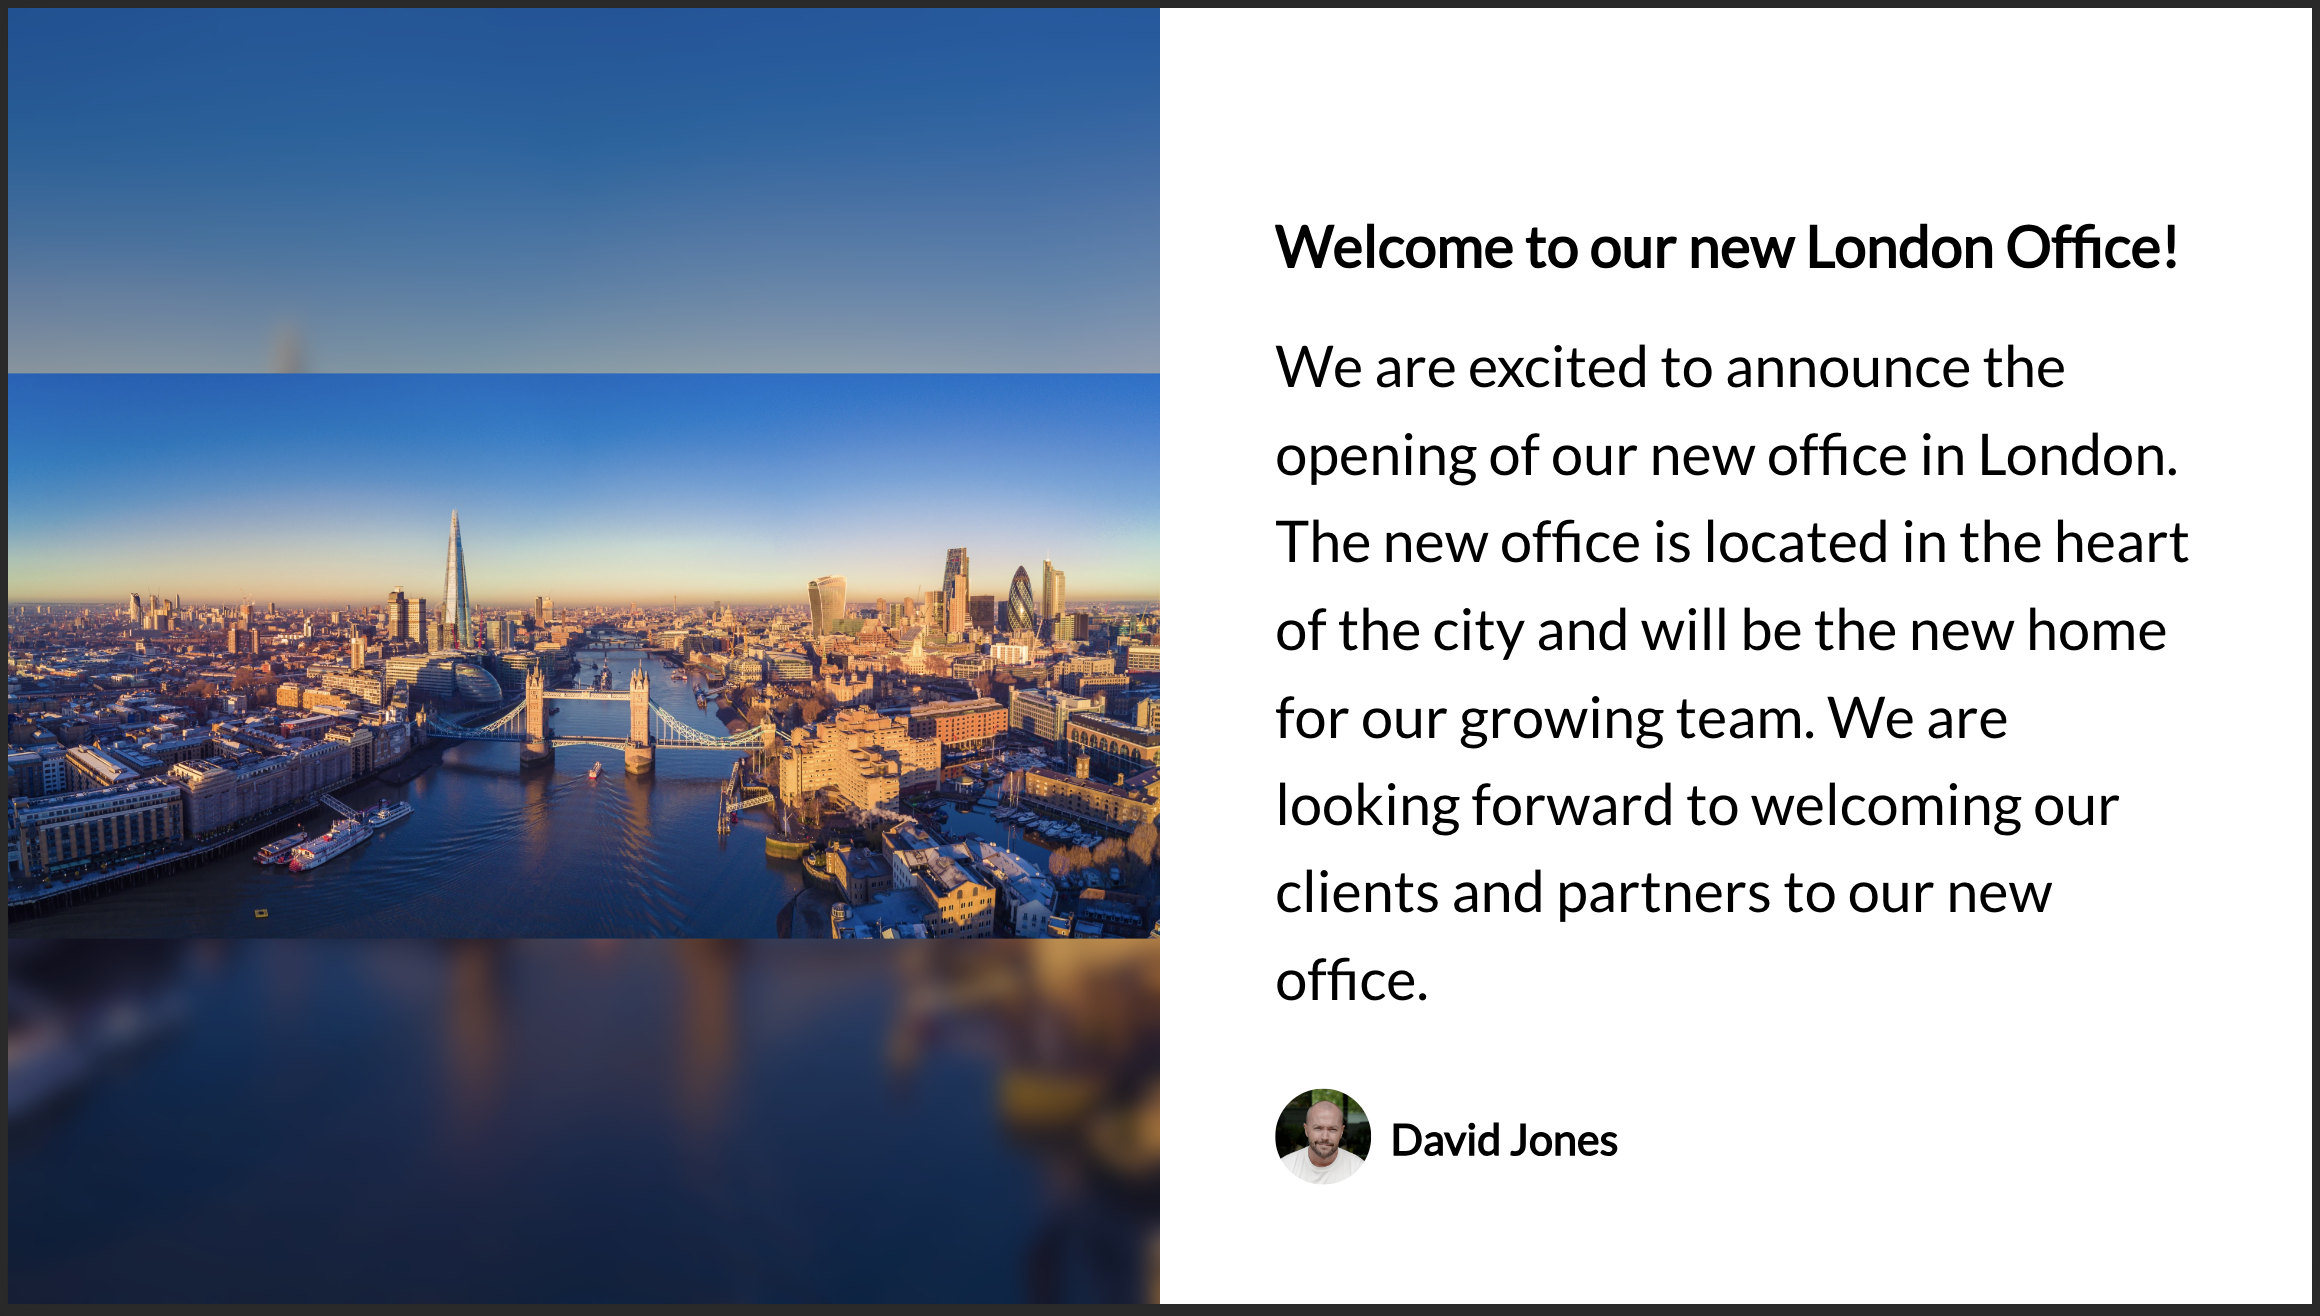 Welcome to our new London Office!
We are excited to announce the
opening of our new office in London.
The new office is located in the heart
of the city and will be the new home
for our growing team. We are
looking forward to welcoming our
clients and partners to our new
office.
David Jones